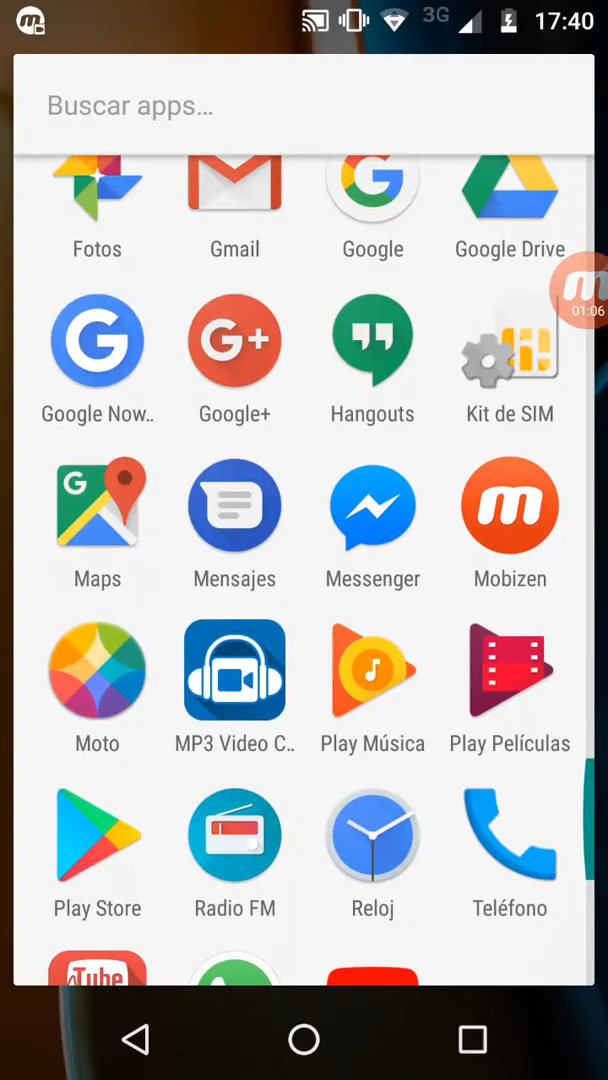 3G 17:40
Buscar apps...
Fotos Gmail Google Google Drive
01:06
Google Now.. Google+ Hangouts Kit de SIM
Maps Mensajes Messenger Mobizen
Moto MP3 Video C.. Play Música Play Películas
Play Store Radio FM Reloj Teléfono
Tube